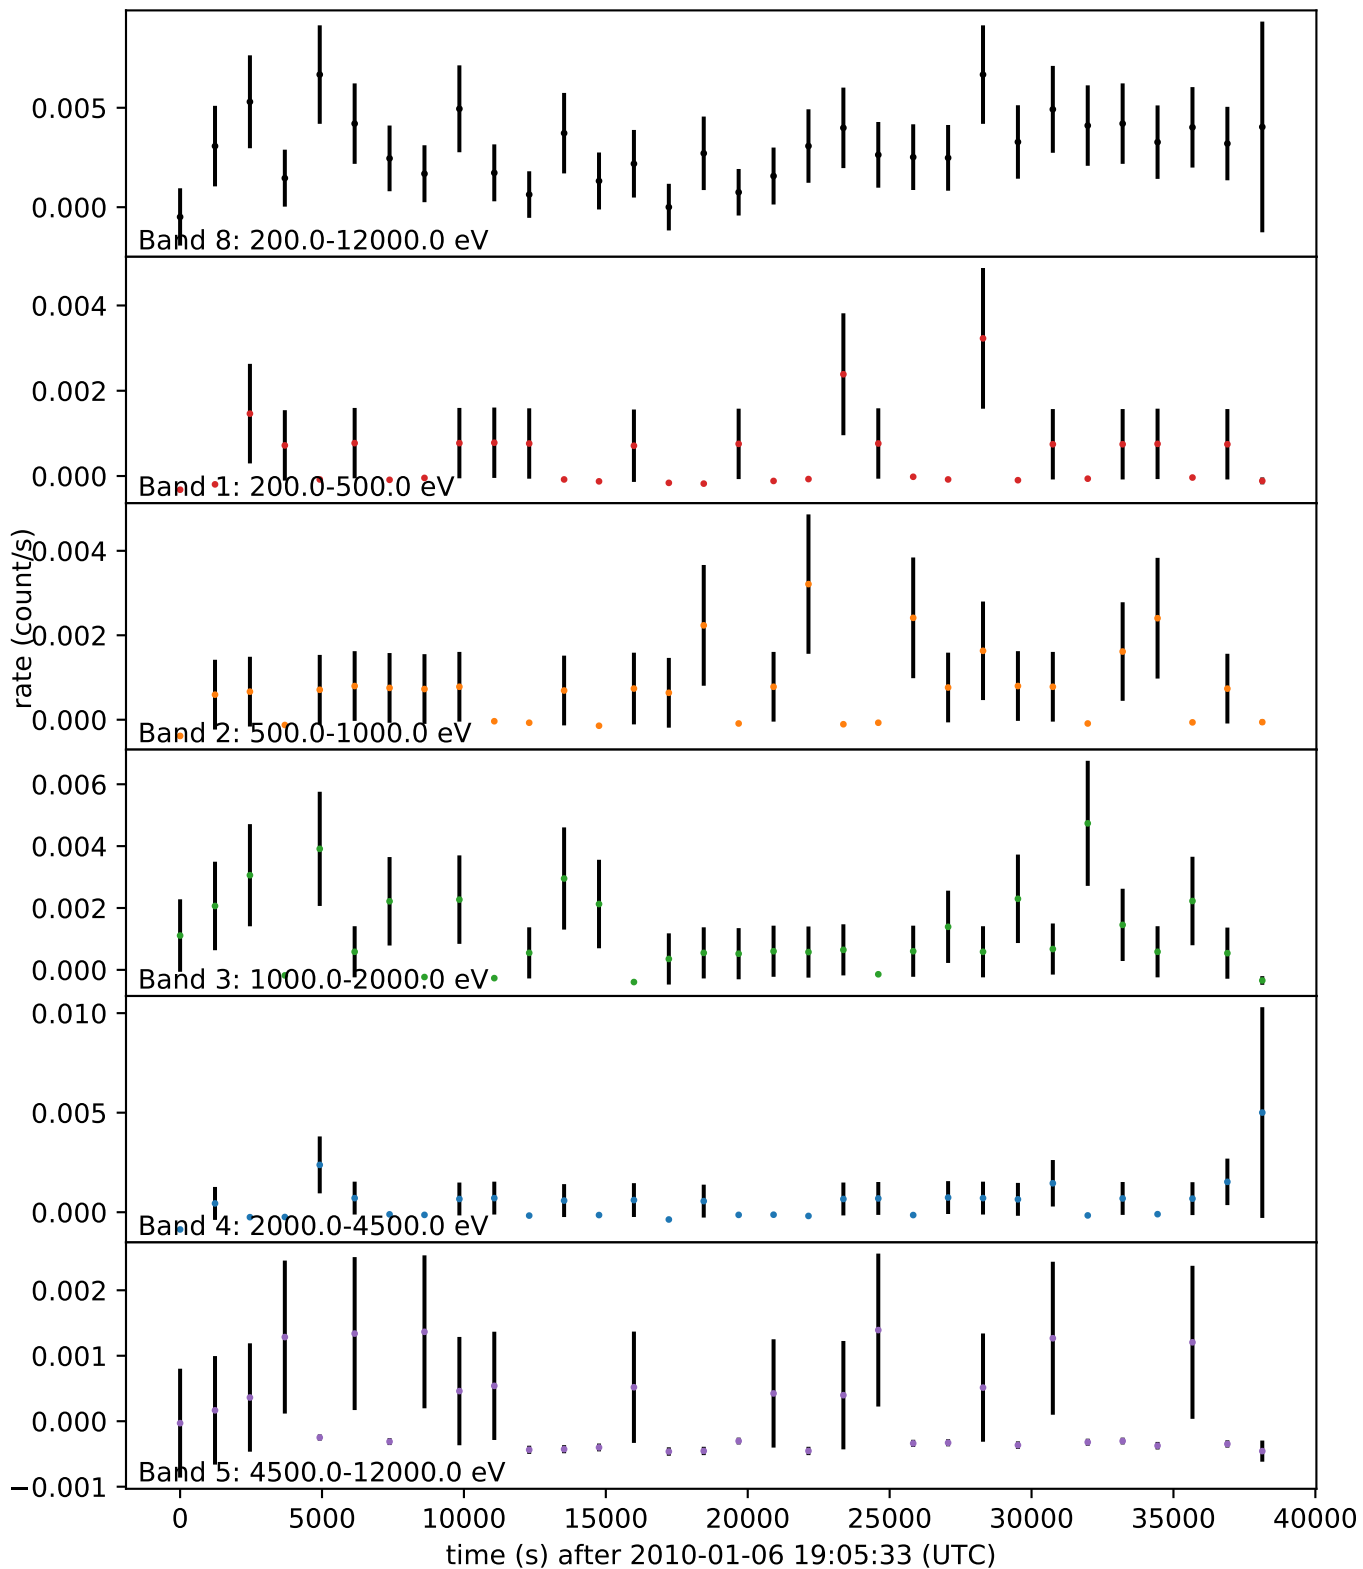 0.005
0.000
Band 8: 200.0-12000.0 eV
0.004
0.002
0.000
Band 1: 200.0-500.0 eV
rate (count/s)
0.004
0.002
0.000
Band 2: 500.0-1000.0 eV
0.006
0.004
0.002
0.000
Band 3: 1000.0-2000.0 eV
0.010
0.005
0.000
Band 4: 2000.0-4500.0 eV
0.002
0.001
0.000
−0.001
Band 5: 4500.0-12000.0 eV
0 5000 10000 15000 20000 25000 30000 35000 40000
time (s) after 2010-01-06 19:05:33 (UTC)